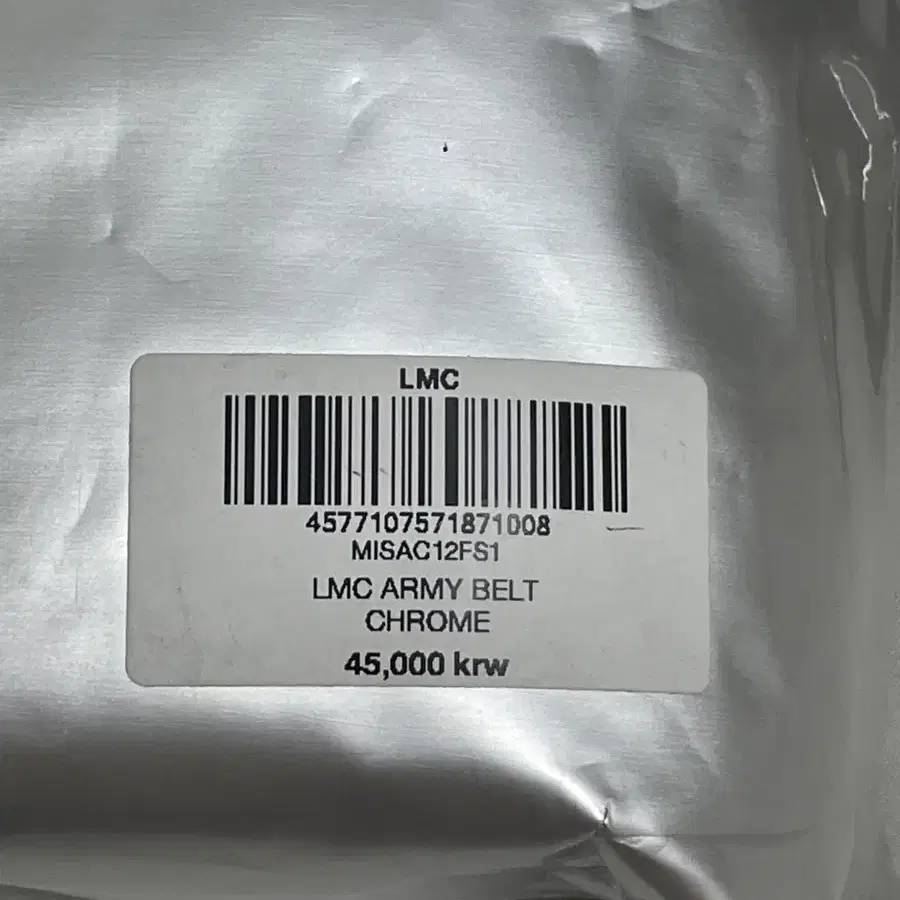 LMC
4577107571871008
MISAC12FS1
LMC ARMY BELT
CHROME
45,000 krw